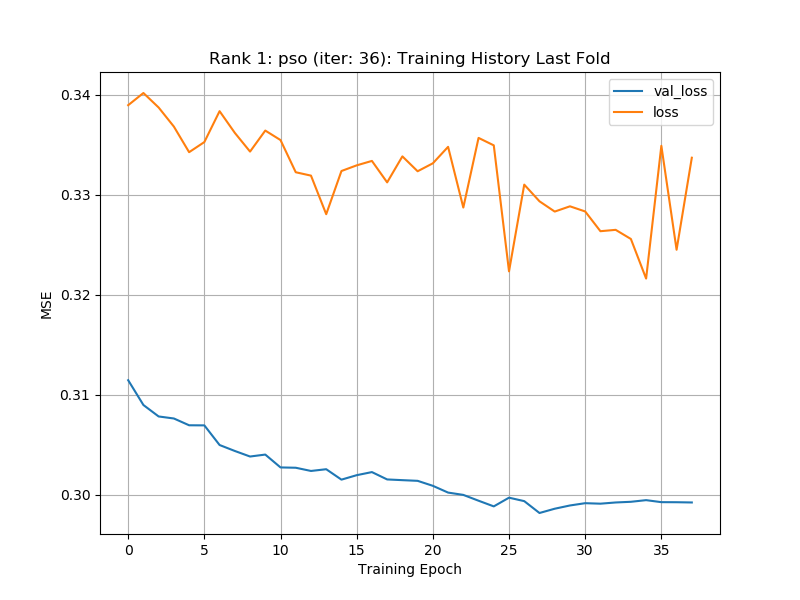 Rank 1: pso (iter: 36): Training History Last Fold
val_loss
loss
MSE
0.34
0.33
0.32
0.31
0.30
0 5 10 15 20 25 30 35
Training Epoch